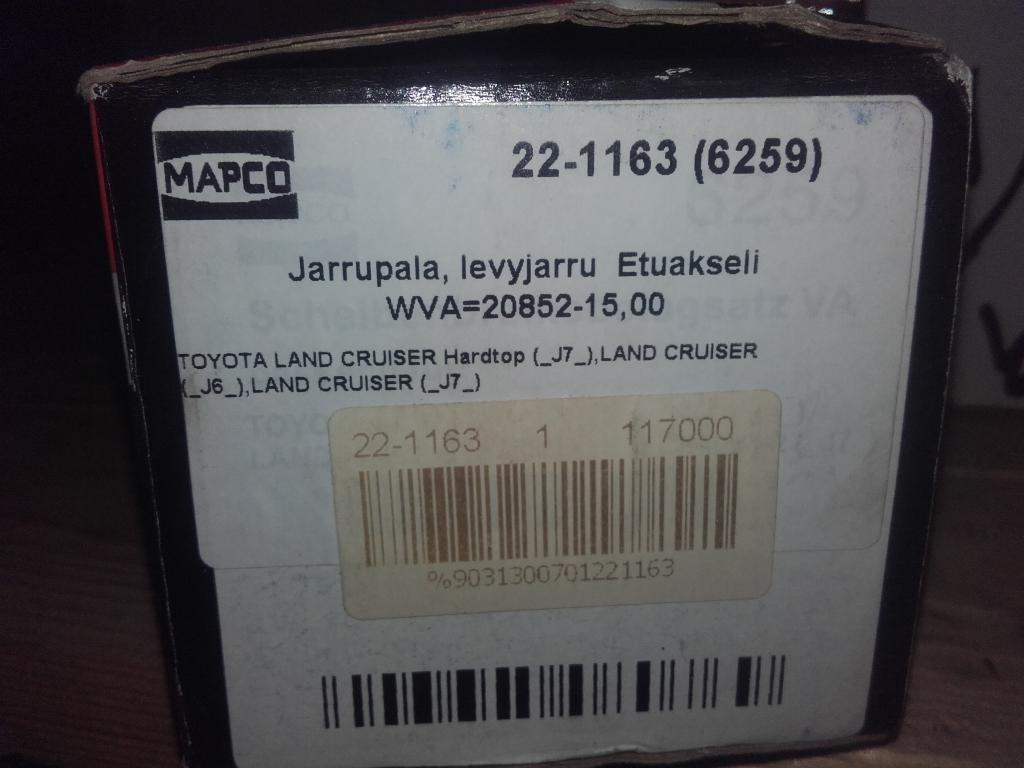 MAPCO
22-1163 (6259)
6259
Jarrupala, levyjarru Etuakseli
WVA=20852-15,00
TOYOTA LAND CRUISER Hardtop (_J7_),LAND CRUISER
(_J6_),LAND CRUISER (_J7_)
22-1163 1 117000
%9031300701221163